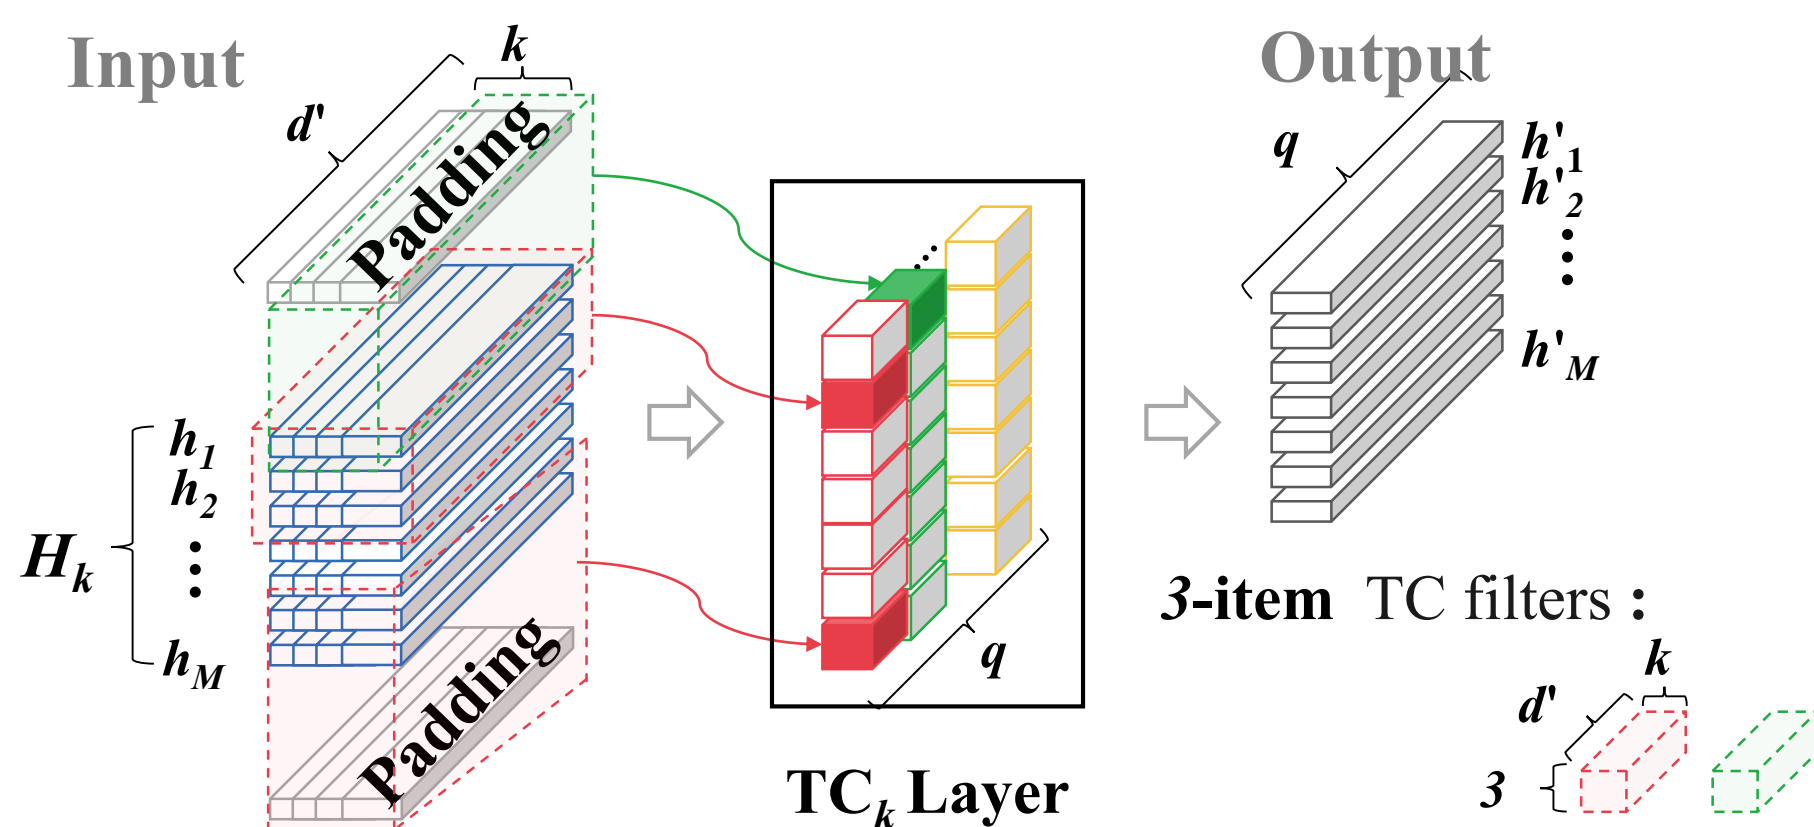 Input
k
d'
Padding
h1
h2
⋮
hM
Hk
Padding
⋰
q
TCk Layer
Output
q
h'1
h'2
⋮
h'M
3-item TC filters :
k
d'
3